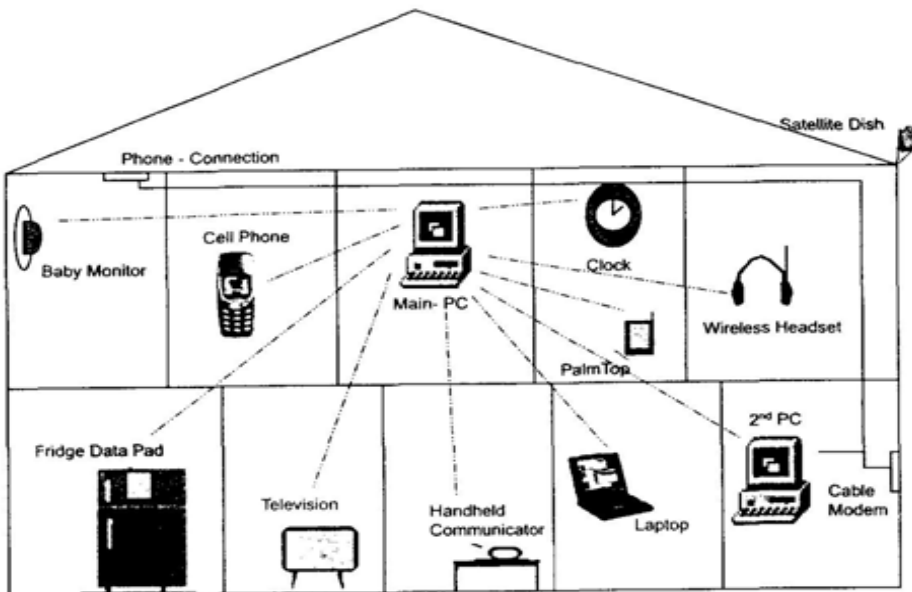 Satellite Dish
Phone - Connection
Cell Phone
Baby Monitor
Main- PC
Clock
Wireless Headset
PalmTop
2nd PC
Fridge Data Pad
Television
Handheld
Communicator
Laptop
Cable
Modem